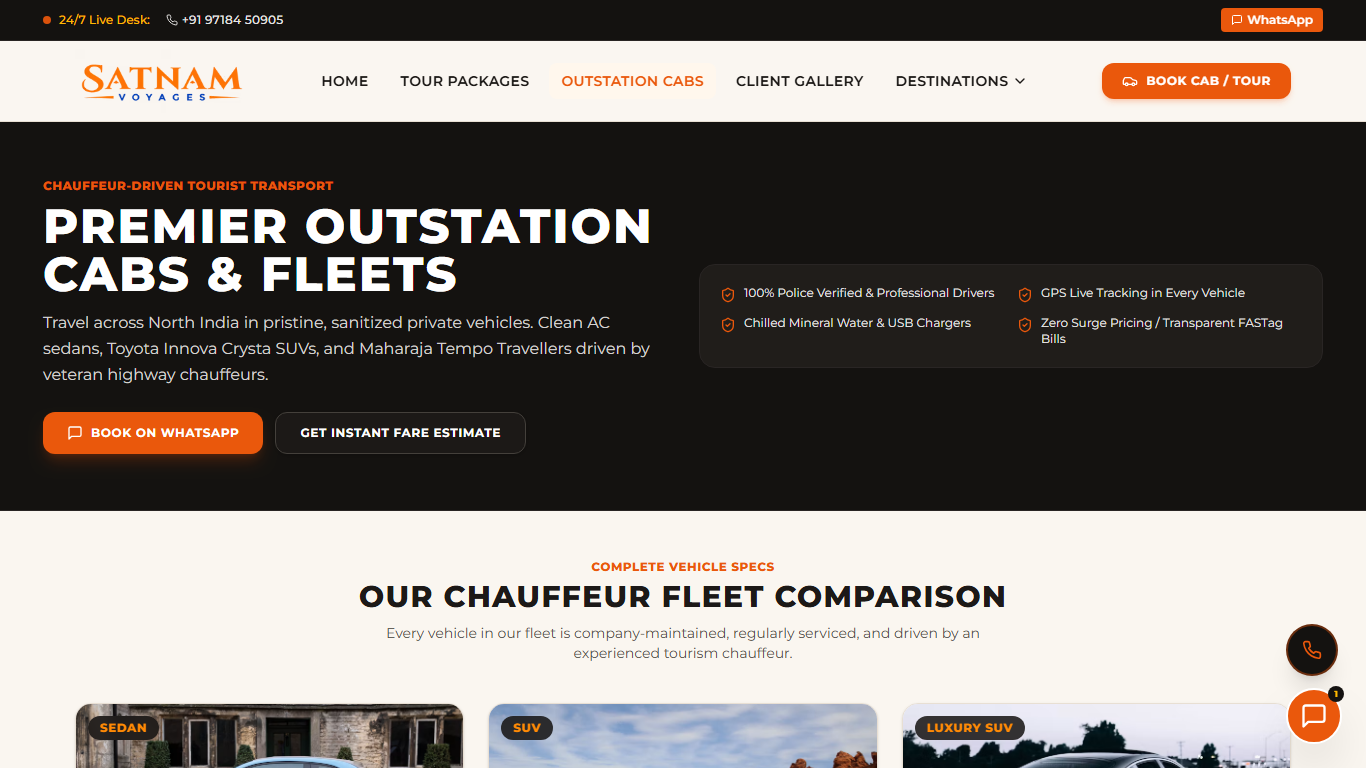 24/7 Live Desk: +91 97184 50905 WhatsApp
SATNAM
VOYAGES
HOME TOUR PACKAGES OUTSTATION CABS CLIENT GALLERY DESTINATIONS BOOK CAB / TOUR
CHAUFFEUR-DRIVEN TOURIST TRANSPORT
PREMIER OUTSTATION
CABS & FLEETS
Travel across North India in pristine, sanitized private vehicles. Clean AC
sedans, Toyota Innova Crysta SUVs, and Maharaja Tempo Travellers driven by
veteran highway chauffeurs.
BOOK ON WHATSAPP GET INSTANT FARE ESTIMATE
100% Police Verified & Professional Drivers
GPS Live Tracking in Every Vehicle
Chilled Mineral Water & USB Chargers
Zero Surge Pricing / Transparent FASTag
Bills
COMPLETE VEHICLE SPECS
OUR CHAUFFEUR FLEET COMPARISON
Every vehicle in our fleet is company-maintained, regularly serviced, and driven by an
experienced tourism chauffeur.
SEDAN
SUV
LUXURY SUV
1